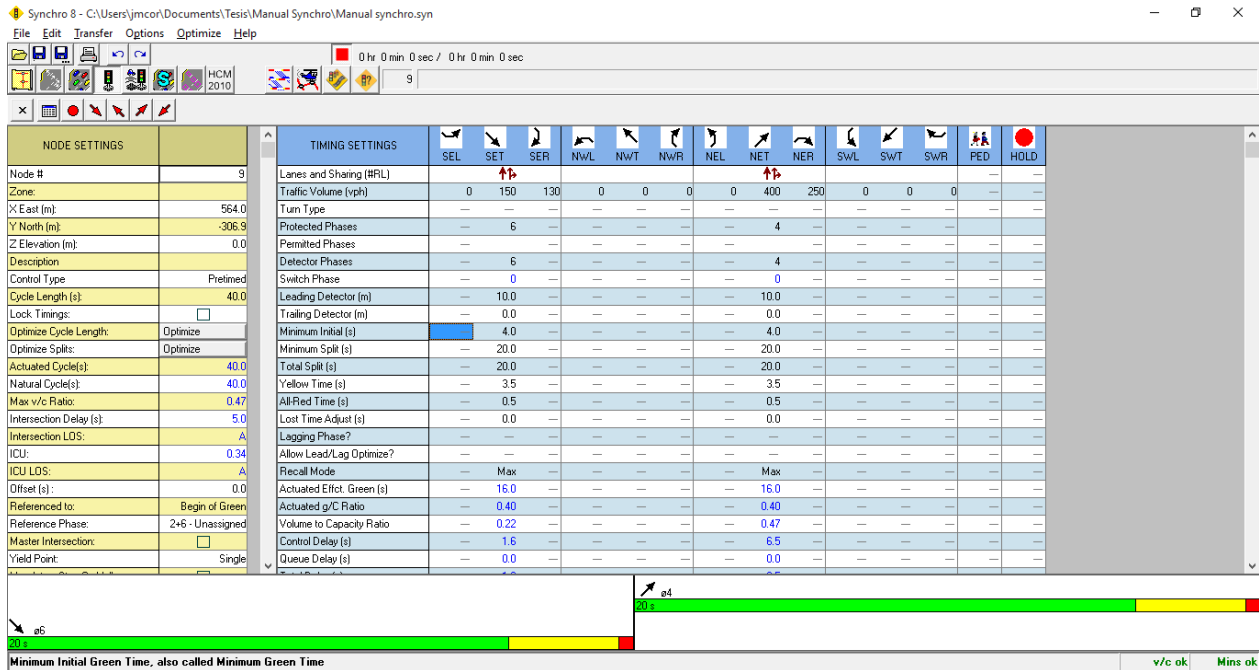 Synchro 8 - C:\Users\jmcor\Documents\Tesis\Manual Synchro\Manual synchro.syn
File Edit Transfer Options Optimize Help
0 hr 0 min 0 sec / 0 hr 0 min 0 sec
HCM 2010 9
NODE SETTINGS
Node # 9
Zone:
X East (m): 564.0
Y North (m): -306.9
Z Elevation (m): 0.0
Description
Control Type Pretimed
Cycle Length (s): 40.0
Lock Timings:
Optimize Cycle Length: Optimize
Optimize Splits: Optimize
Actuated Cycle(s): 40.0
Natural Cycle(s): 40.0
Max v/c Ratio: 0.47
Intersection Delay (s): 5.0
Intersection LOS: A
ICU: 0.34
ICU LOS: A
Offset (s) : 0.0
Referenced to: Begin of Green
Reference Phase: 2+6 - Unassigned
Master Intersection:
Yield Point: Single
TIMING SETTINGS SEL SET SER NWL NWT NWR NEL NET NER SWL SWT SWR PED HOLD
Lanes and Sharing (#RL) — —
Traffic Volume (vph) 0 150 130 0 0 0 0 400 250 0 0 0 — —
Turn Type — — — — — — — — — — — — — —
Protected Phases — 6 — — — — — 4 — — — — — —
Permitted Phases — — — — — — — — — — — —
Detector Phases — 6 — — — — — 4 — — — — — —
Switch Phase — 0 — — — — — 0 — — — — — —
Leading Detector (m) — 10.0 — — — — — 10.0 — — — — — —
Trailing Detector (m) — 0.0 — — — — — 0.0 — — — — — —
Minimum Initial (s) 4.0 — — — — — 4.0 — — — — — —
Minimum Split (s) — 20.0 — — — — — 20.0 — — — — — —
Total Split (s) — 20.0 — — — — — 20.0 — — — — — —
Yellow Time (s) — 3.5 — — — — — 3.5 — — — — — —
All-Red Time (s) — 0.5 — — — — — 0.5 — — — — — —
Lost Time Adjust (s) — 0.0 — — — — — 0.0 — — — — — —
Lagging Phase? — — — — — — — — — — — — — —
Allow Lead/Lag Optimize? — — — — — — — — — — — — — —
Recall Mode — Max — — — — — Max — — — — — —
Actuated Effct. Green (s) — 16.0 — — — — — 16.0 — — — — — —
Actuated g/C Ratio — 0.40 — — — — — 0.40 — — — — — —
Volume to Capacity Ratio — 0.22 — — — — — 0.47 — — — — — —
Control Delay (s) — 1.6 — — — — — 6.5 — — — — — —
Queue Delay (s) — 0.0 — — — — — 0.0 — — — — — —
ø4
20 s
ø6
20 s
Minimum Initial Green Time, also called Minimum Green Time v/c ok Mins ok